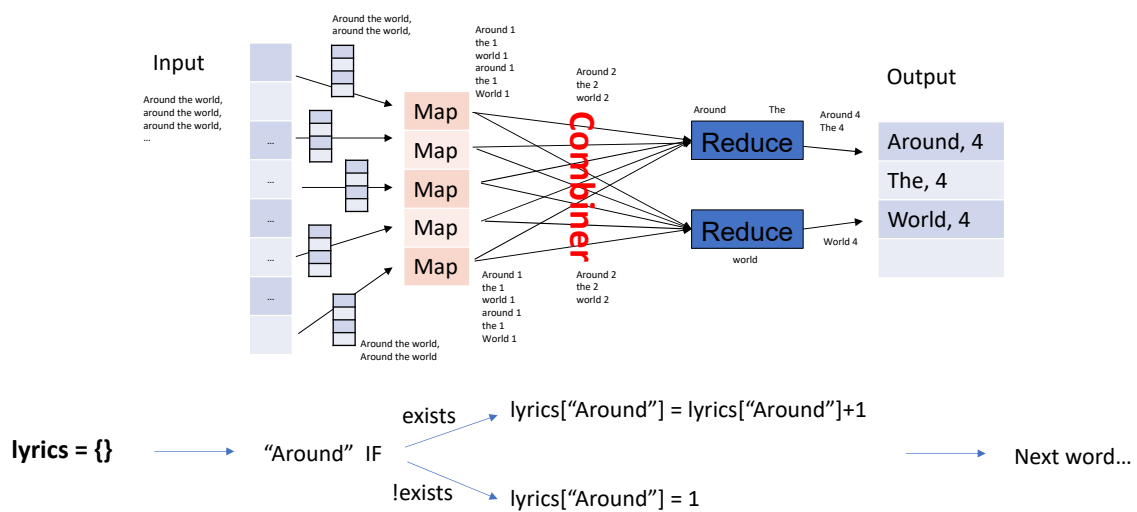 Input
Around the world,
around the world,
around the world,
...
...
...
...
...
...
Around the world,
around the world,
Around the world,
Around the world
Map
Map
Map
Map
Map
Around 1
the 1
world 1
around 1
the 1
World 1
Around 1
the 1
world 1
around 1
the 1
World 1
Around 2
the 2
world 2
Combiner
Around 2
the 2
world 2
Around The
Reduce
Reduce
world
Around 4
The 4
World 4
Output
Around, 4
The, 4
World, 4
lyrics = {}
“Around” IF
exists
!exists
lyrics[“Around”] = lyrics[“Around”]+1
lyrics[“Around”] = 1
Next word…